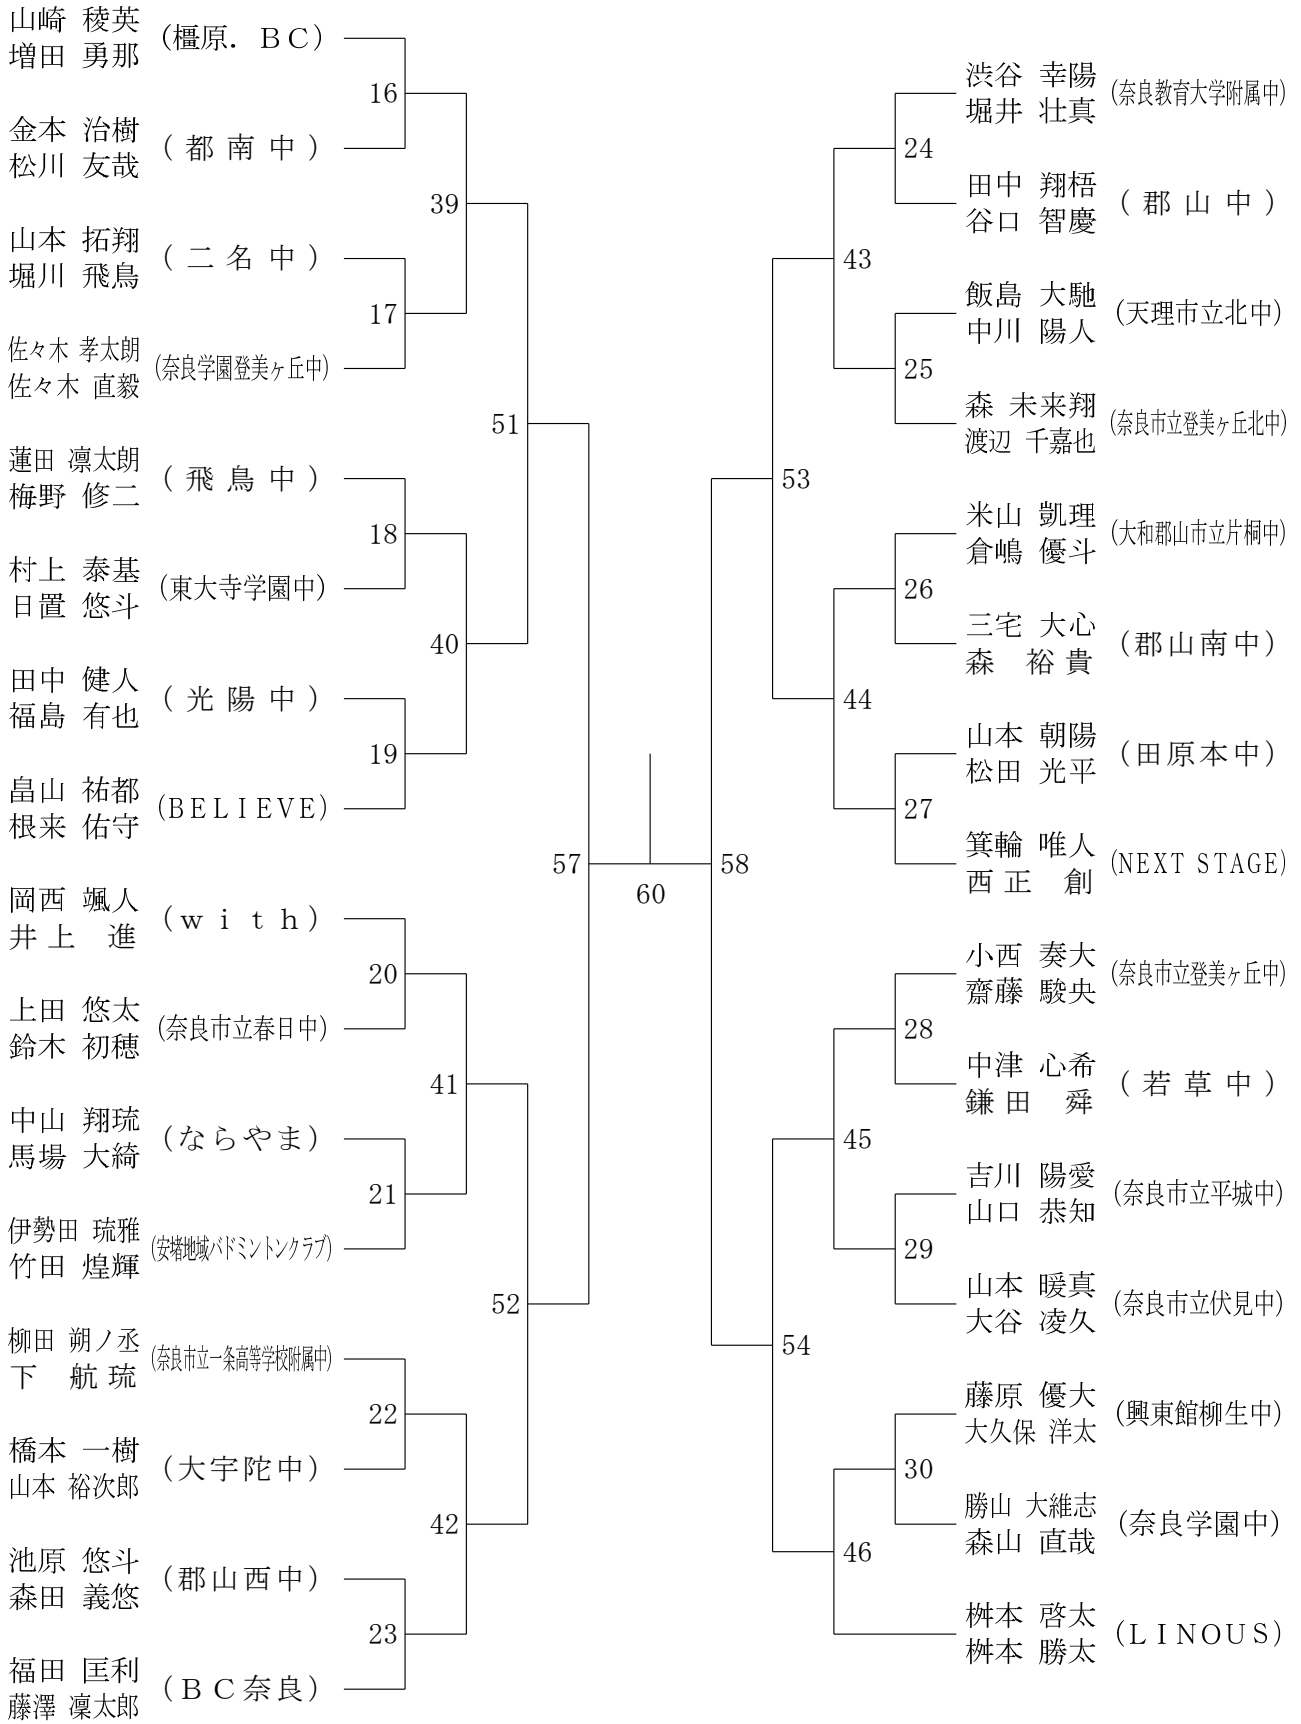 山崎 稜英
増田 勇那
(橿原．ＢＣ)
16
金本 治樹
松川 友哉
(都南中)
39
山本 拓翔
堀川 飛鳥
(二名中)
17
佐々木 孝太朗
佐々木 直毅
(奈良学園登美ヶ丘中)
51
蓮田 凛太朗
梅野 修二
(飛鳥中)
18
村上 泰基
日置 悠斗
(東大寺学園中)
40
田中 健人
福島 有也
(光陽中)
19
畠山 祐都
根来 佑守
(BELIEVE)
57
岡西 颯人
井上 進
(with)
20
上田 悠太
鈴木 初穂
(奈良市立春日中)
41
中山 翔琉
馬場 大綺
(ならやま)
21
伊勢田 琉雅
竹田 煌輝
(安堵地域バドミントンクラブ)
52
柳田 朔ノ丞
下 航琉
(奈良市立一条高等学校附属中)
22
橋本 一樹
山本 裕次郎
(大宇陀中)
42
池原 悠斗
森田 義悠
(郡山西中)
23
福田 匡利
藤澤 凜太郎
(ＢＣ奈良)
60
渋谷 幸陽
堀井 壮真
(奈良教育大学附属中)
24
田中 翔梧
谷口 智慶
(郡山中)
43
飯島 大馳
中川 陽人
(天理市立北中)
25
森 未来翔
渡辺 千嘉也
(奈良市立登美ヶ丘北中)
53
米山 凱理
倉嶋 優斗
(大和郡山市立片桐中)
26
三宅 大心
森 裕貴
(郡山南中)
44
山本 朝陽
松田 光平
(田原本中)
27
箕輪 唯人
西正 創
(NEXT STAGE)
58
小西 奏大
齋藤 駿央
(奈良市立登美ヶ丘中)
28
中津 心希
鎌田 舜
(若草中)
45
吉川 陽愛
山口 恭知
(奈良市立平城中)
29
山本 暖真
大谷 凌久
(奈良市立伏見中)
54
藤原 優大
大久保 洋太
(興東館柳生中)
30
勝山 大維志
森山 直哉
(奈良学園中)
46
桝本 啓太
桝本 勝太
(LINOUS)